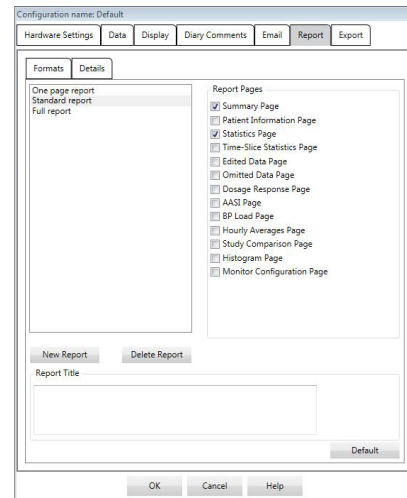 Configuration name: Default
Hardware Settings Data Display Diary Comments Email Report Export
Formats Details
One page report
Standard report
Full report
Report Pages
Summary Page
Patient Information Page
Statistics Page
Time-Slice Statistics Page
Edited Data Page
Omitted Data Page
Dosage Response Page
AASI Page
BP Load Page
Hourly Averages Page
Study Comparison Page
Histogram Page
Monitor Configuration Page
New Report Delete Report
Report Title
Default
OK Cancel Help